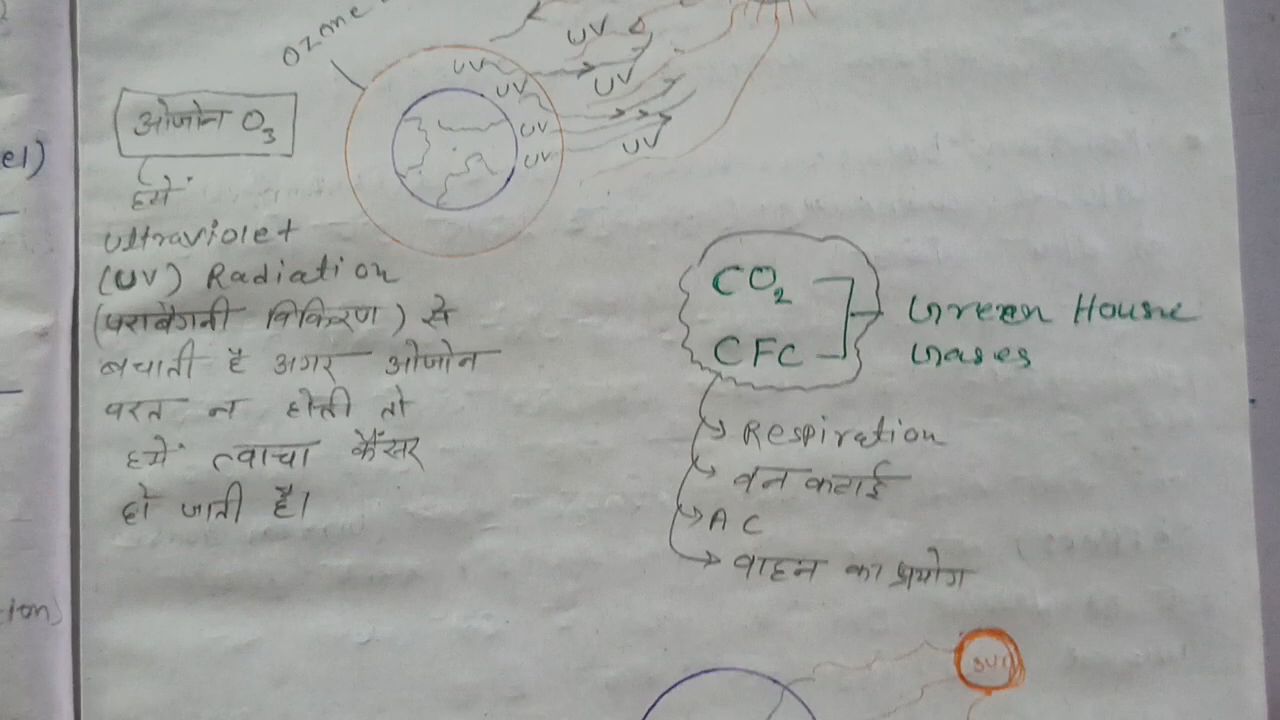 Ozone
UV
UV
UV
UV
UV
UV
UV
ओजोन O₃
हमें
Ultraviolet
(UV) Radiation
(पराबैगनी विकिरण) से
बचाती है अगर ओजोन
परत न होती तो
हमें त्वाचा कैंसर
हो जाती है।
CO₂
CFC
Green House
Gases
Respiration
वन कटाई
AC
वाहन का प्रयोग
sun